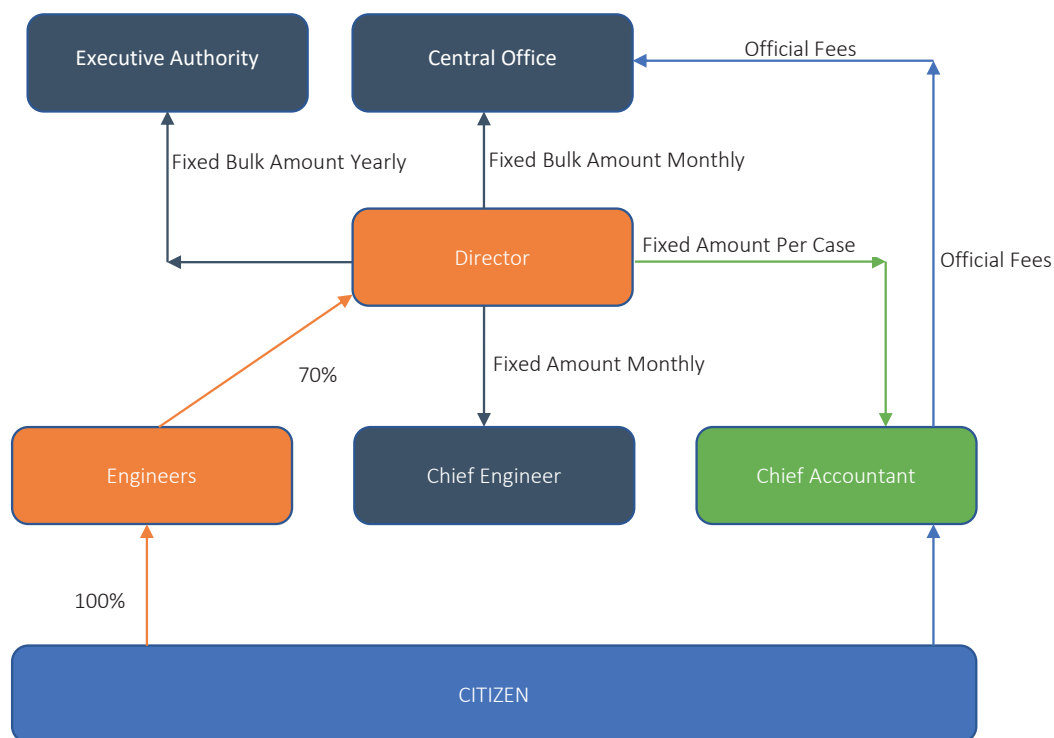 Executive Authority
Central Office
Official Fees
Fixed Bulk Amount Yearly
Fixed Bulk Amount Monthly
Director
Fixed Amount Per Case
Official Fees
70%
Fixed Amount Monthly
Engineers
Chief Engineer
Chief Accountant
100%
CITIZEN